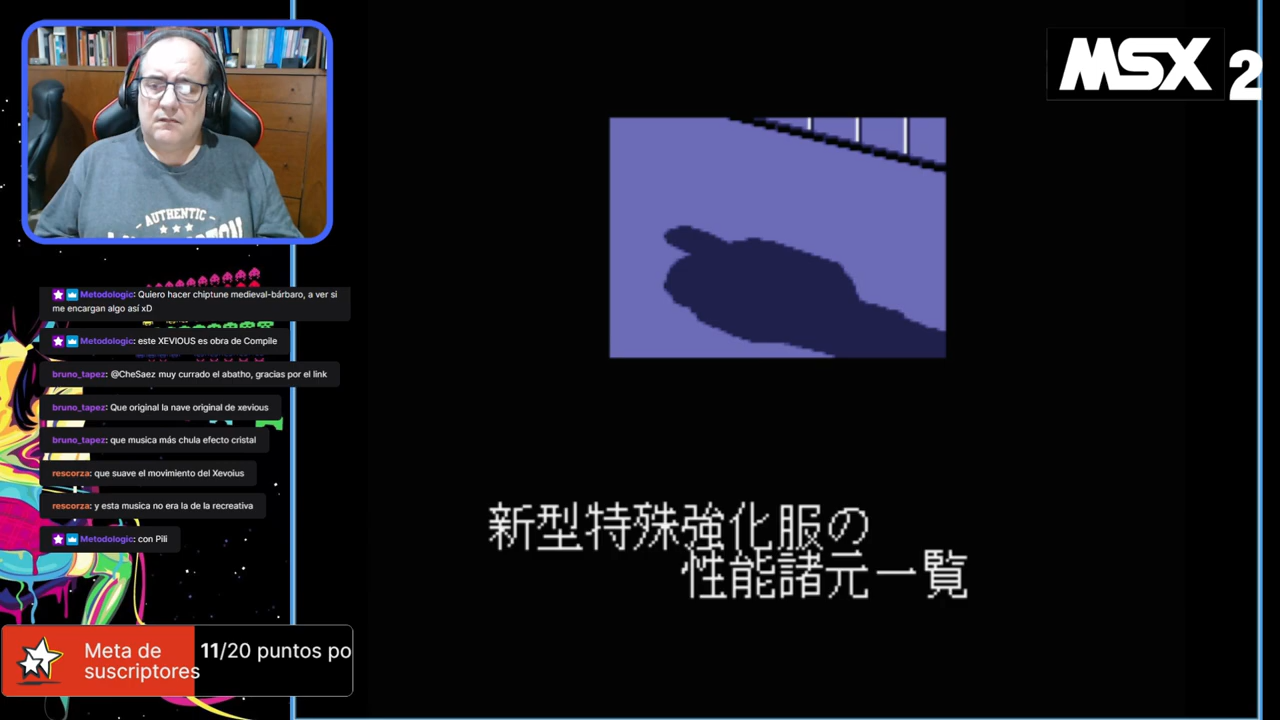 MSX 2
AUTHENTIC
Metodologic: Quiero hacer chiptune medieval-bárbaro, a ver si
me encargan algo así xD
Metodologic: este XEVIOUS es obra de Compile
bruno_tapez: @CheSaez muy currado el abatho, gracias por el link
bruno_tapez: Que original la nave original de xevious
bruno_tapez: que musica más chula efecto cristal
rescorza: que suave el movimiento del Xevoius
rescorza: y esta musica no era la de la recreativa
Metodologic: con Pili
新型特殊強化服の
性能諸元一覧
Meta de
suscriptores
11/20 puntos po